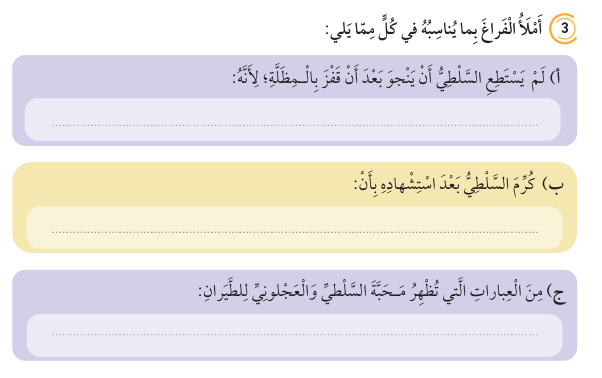 3 أَمْلَأُ الْفَراغَ بِما يُناسِبُهُ في كُلٍّ مِمّا يَلي:
أ) لَمْ يَسْتَطِعِ السَّلْطِيُّ أَنْ يَنْجوَ بَعْدَ أَنْ قَفَزَ بِالْـمِظَلَّةِ؛ لِأَنَّهُ:
ب) كُرِّمَ السَّلْطِيُّ بَعْدَ اسْتِشْهادِهِ بِأَنْ:
ج) مِنَ الْعِباراتِ الَّتي تُظْهِرُ مَـحَبَّةَ السَّلْطيِّ وَالْعَجْلونِيِّ لِلطَّيَرانِ: